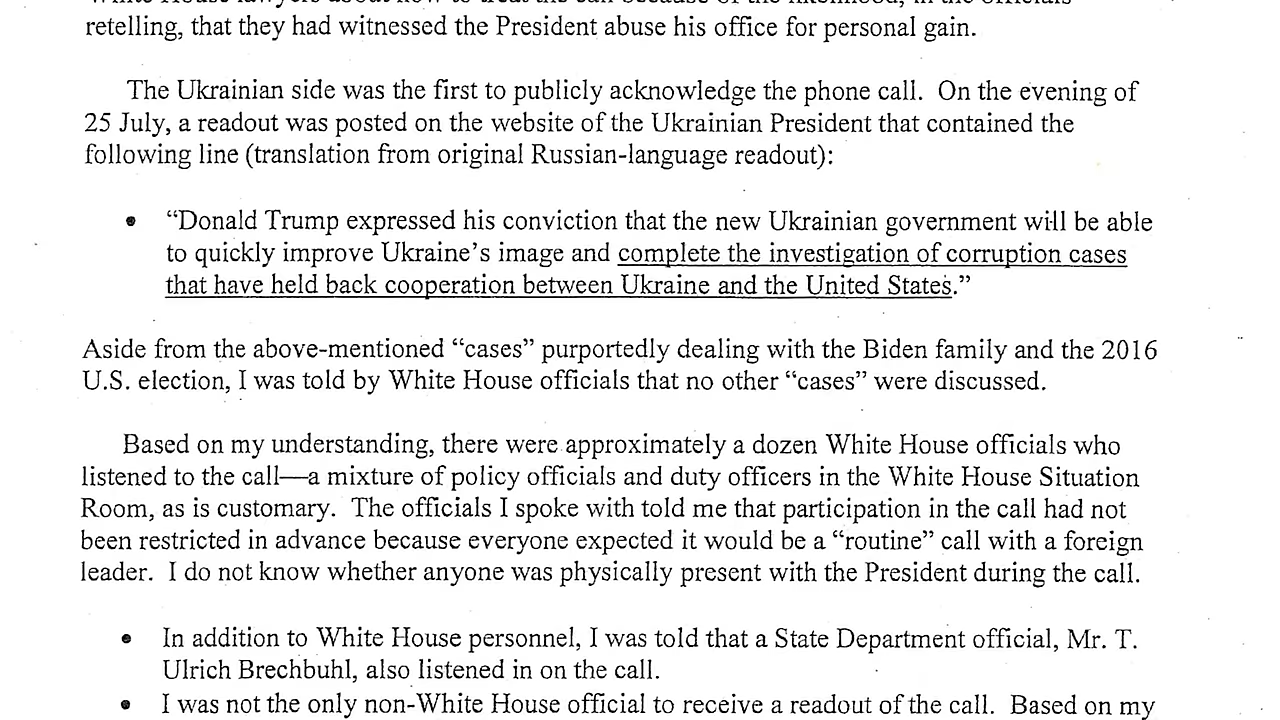 retelling, that they had witnessed the President abuse his office for personal gain.
The Ukrainian side was the first to publicly acknowledge the phone call. On the evening of
25 July, a readout was posted on the website of the Ukrainian President that contained the
following line (translation from original Russian-language readout):
• “Donald Trump expressed his conviction that the new Ukrainian government will be able
to quickly improve Ukraine’s image and complete the investigation of corruption cases
that have held back cooperation between Ukraine and the United States.”
Aside from the above-mentioned “cases” purportedly dealing with the Biden family and the 2016
U.S. election, I was told by White House officials that no other “cases” were discussed.
Based on my understanding, there were approximately a dozen White House officials who
listened to the call—a mixture of policy officials and duty officers in the White House Situation
Room, as is customary. The officials I spoke with told me that participation in the call had not
been restricted in advance because everyone expected it would be a “routine” call with a foreign
leader. I do not know whether anyone was physically present with the President during the call.
• In addition to White House personnel, I was told that a State Department official, Mr. T.
Ulrich Brechbuhl, also listened in on the call.
• I was not the only non-White House official to receive a readout of the call. Based on my